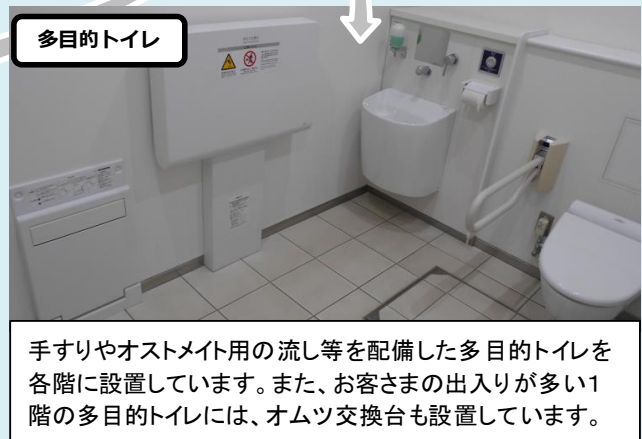 多目的トイレ
手すりやオストメイト用の流し等を配備した多目的トイレを
各階に設置しています。また、お客さまの出入りが多い1
階の多目的トイレには、オムツ交換台も設置しています。